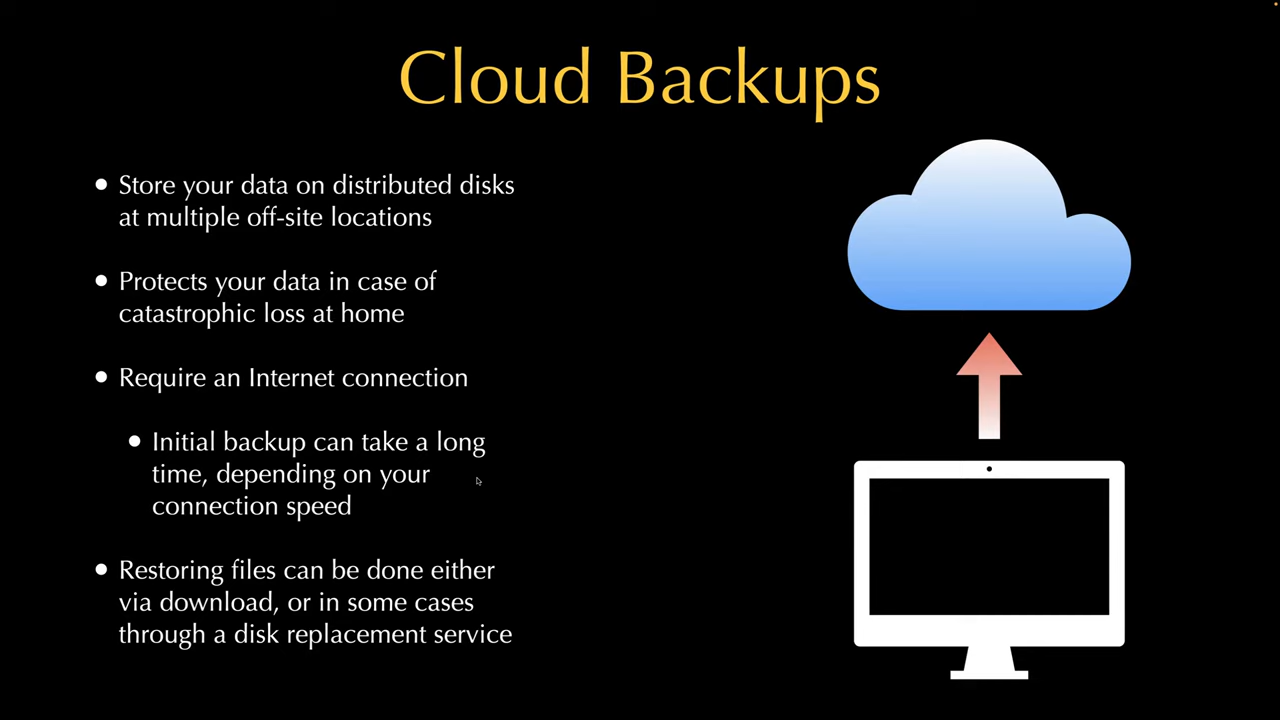 Cloud Backups
• Store your data on distributed disks
at multiple off-site locations
• Protects your data in case of
catastrophic loss at home
• Require an Internet connection
• Initial backup can take a long
time, depending on your
connection speed
• Restoring files can be done either
via download, or in some cases
through a disk replacement service